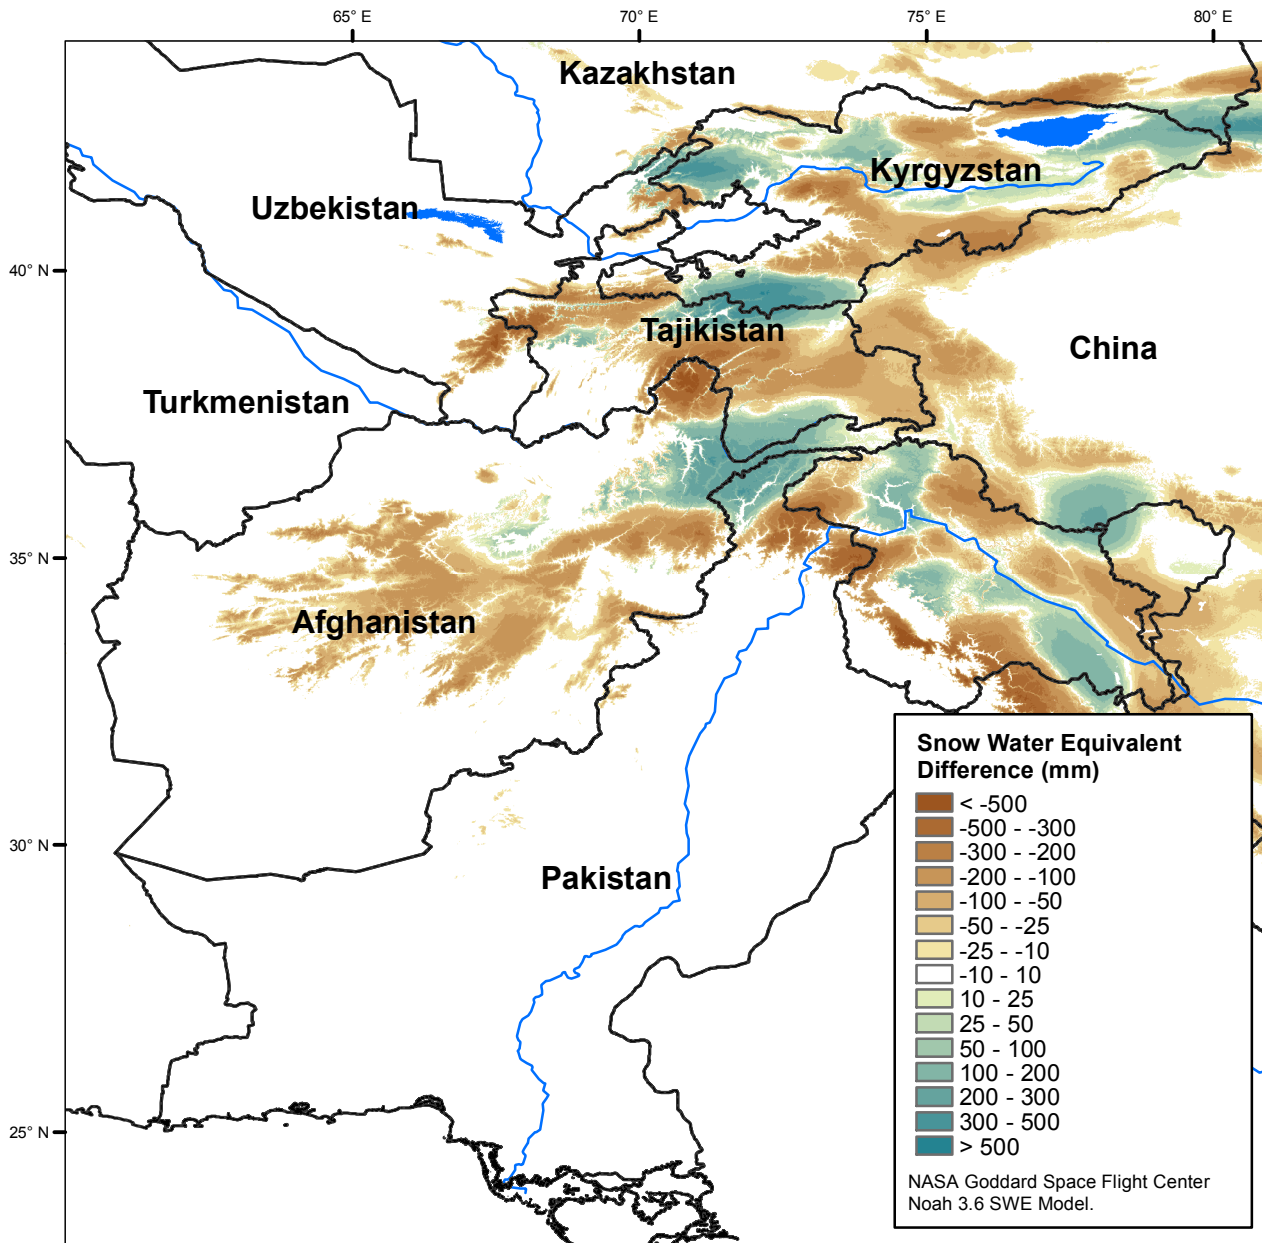 65° E
70° E
75° E
80° E
Kazakhstan
Kyrgyzstan
Uzbekistan
40° N
Tajikistan
China
Turkmenistan
35° N
Afghanistan
30° N
Pakistan
25° N
Snow Water Equivalent
Difference (mm)
< -500
-500 - -300
-300 - -200
-200 - -100
-100 - -50
-50 - -25
-25 - -10
-10 - 10
10 - 25
25 - 50
50 - 100
100 - 200
200 - 300
300 - 500
> 500
NASA Goddard Space Flight Center
Noah 3.6 SWE Model.